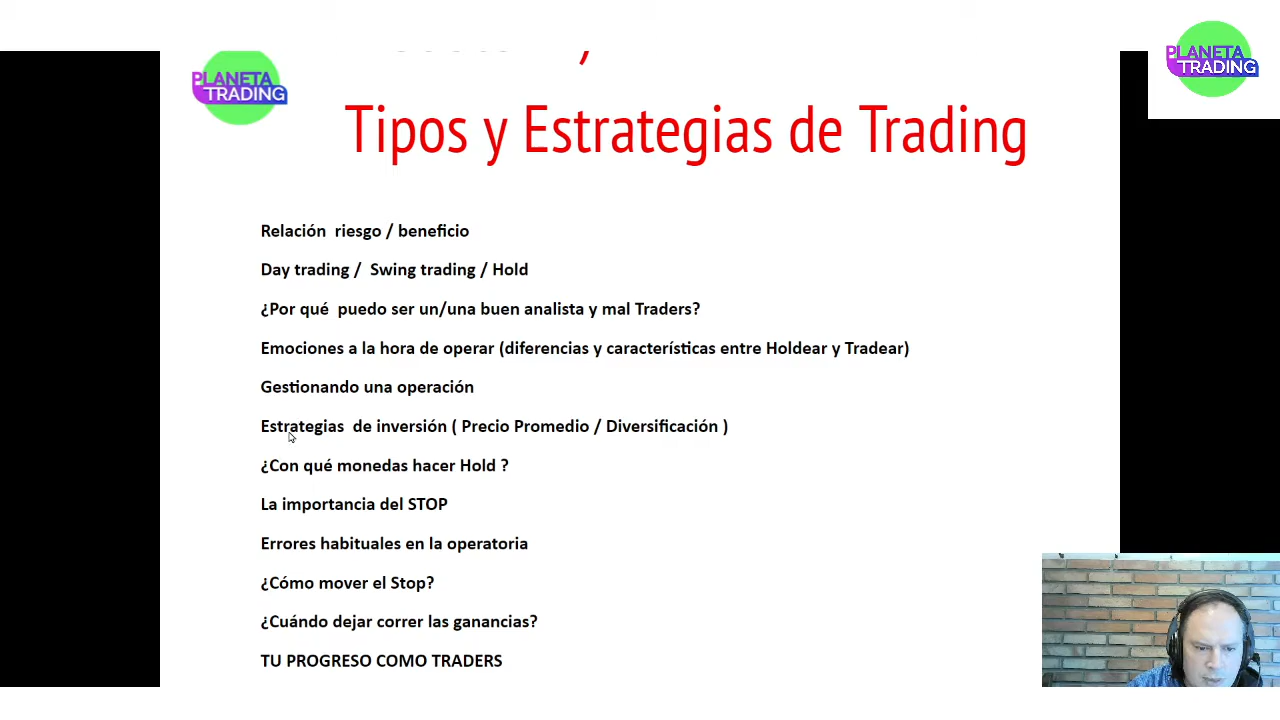 PLANETA
TRADING
PLANETA
TRADING
Tipos y Estrategias de Trading
Relación  riesgo / beneficio
Day trading /  Swing trading / Hold
¿Por qué  puedo ser un/una buen analista y mal Traders?
Emociones a la hora de operar (diferencias y características entre Holdear y Tradear)
Gestionando una operación
Estrategias  de inversión ( Precio Promedio / Diversificación )
¿Con qué monedas hacer Hold ?
La importancia del STOP
Errores habituales en la operatoria
¿Cómo mover el Stop?
¿Cuándo dejar correr las ganancias?
TU PROGRESO COMO TRADERS